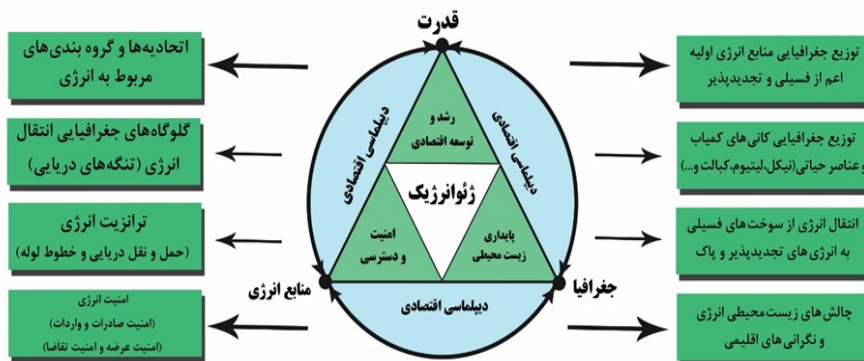 قدرت
توزیع جغرافیایی منابع انرژی اولیه
اعم از فسیلی و تجدیدپذیر
توزیع جغرافیایی کانی‌های کمیاب
و عناصر حیاتی(نیکل،لیتیوم،کبالت و...)
انتقال انرژی از سوخت‌های فسیلی
به انرژی های تجدیدپذیر و پاک
چالش‌های زیست‌محیطی انرژی
و نگرانی‌های اقلیمی
دیپلماسی اقتصادی
دیپلماسی اقتصادی
رشد و
توسعه اقتصادی
ژئوانرژیک
پایداری
زیست محیطی
امنیت
و دسترسی
جغرافیا
منابع انرژی
دیپلماسی اقتصادی
اتحادیه‌ها و گروه بندی‌های
مربوط به انرژی
گلوگاه‌های جغرافیایی انتقال
انرژی (تنگه‌های دریایی)
ترانزیت انرژی
(حمل و نقل دریایی و خطوط لوله)
امنیت انرژی
(امنیت صادرات و واردات)
(امنیت عرضه و امنیت تقاضا)